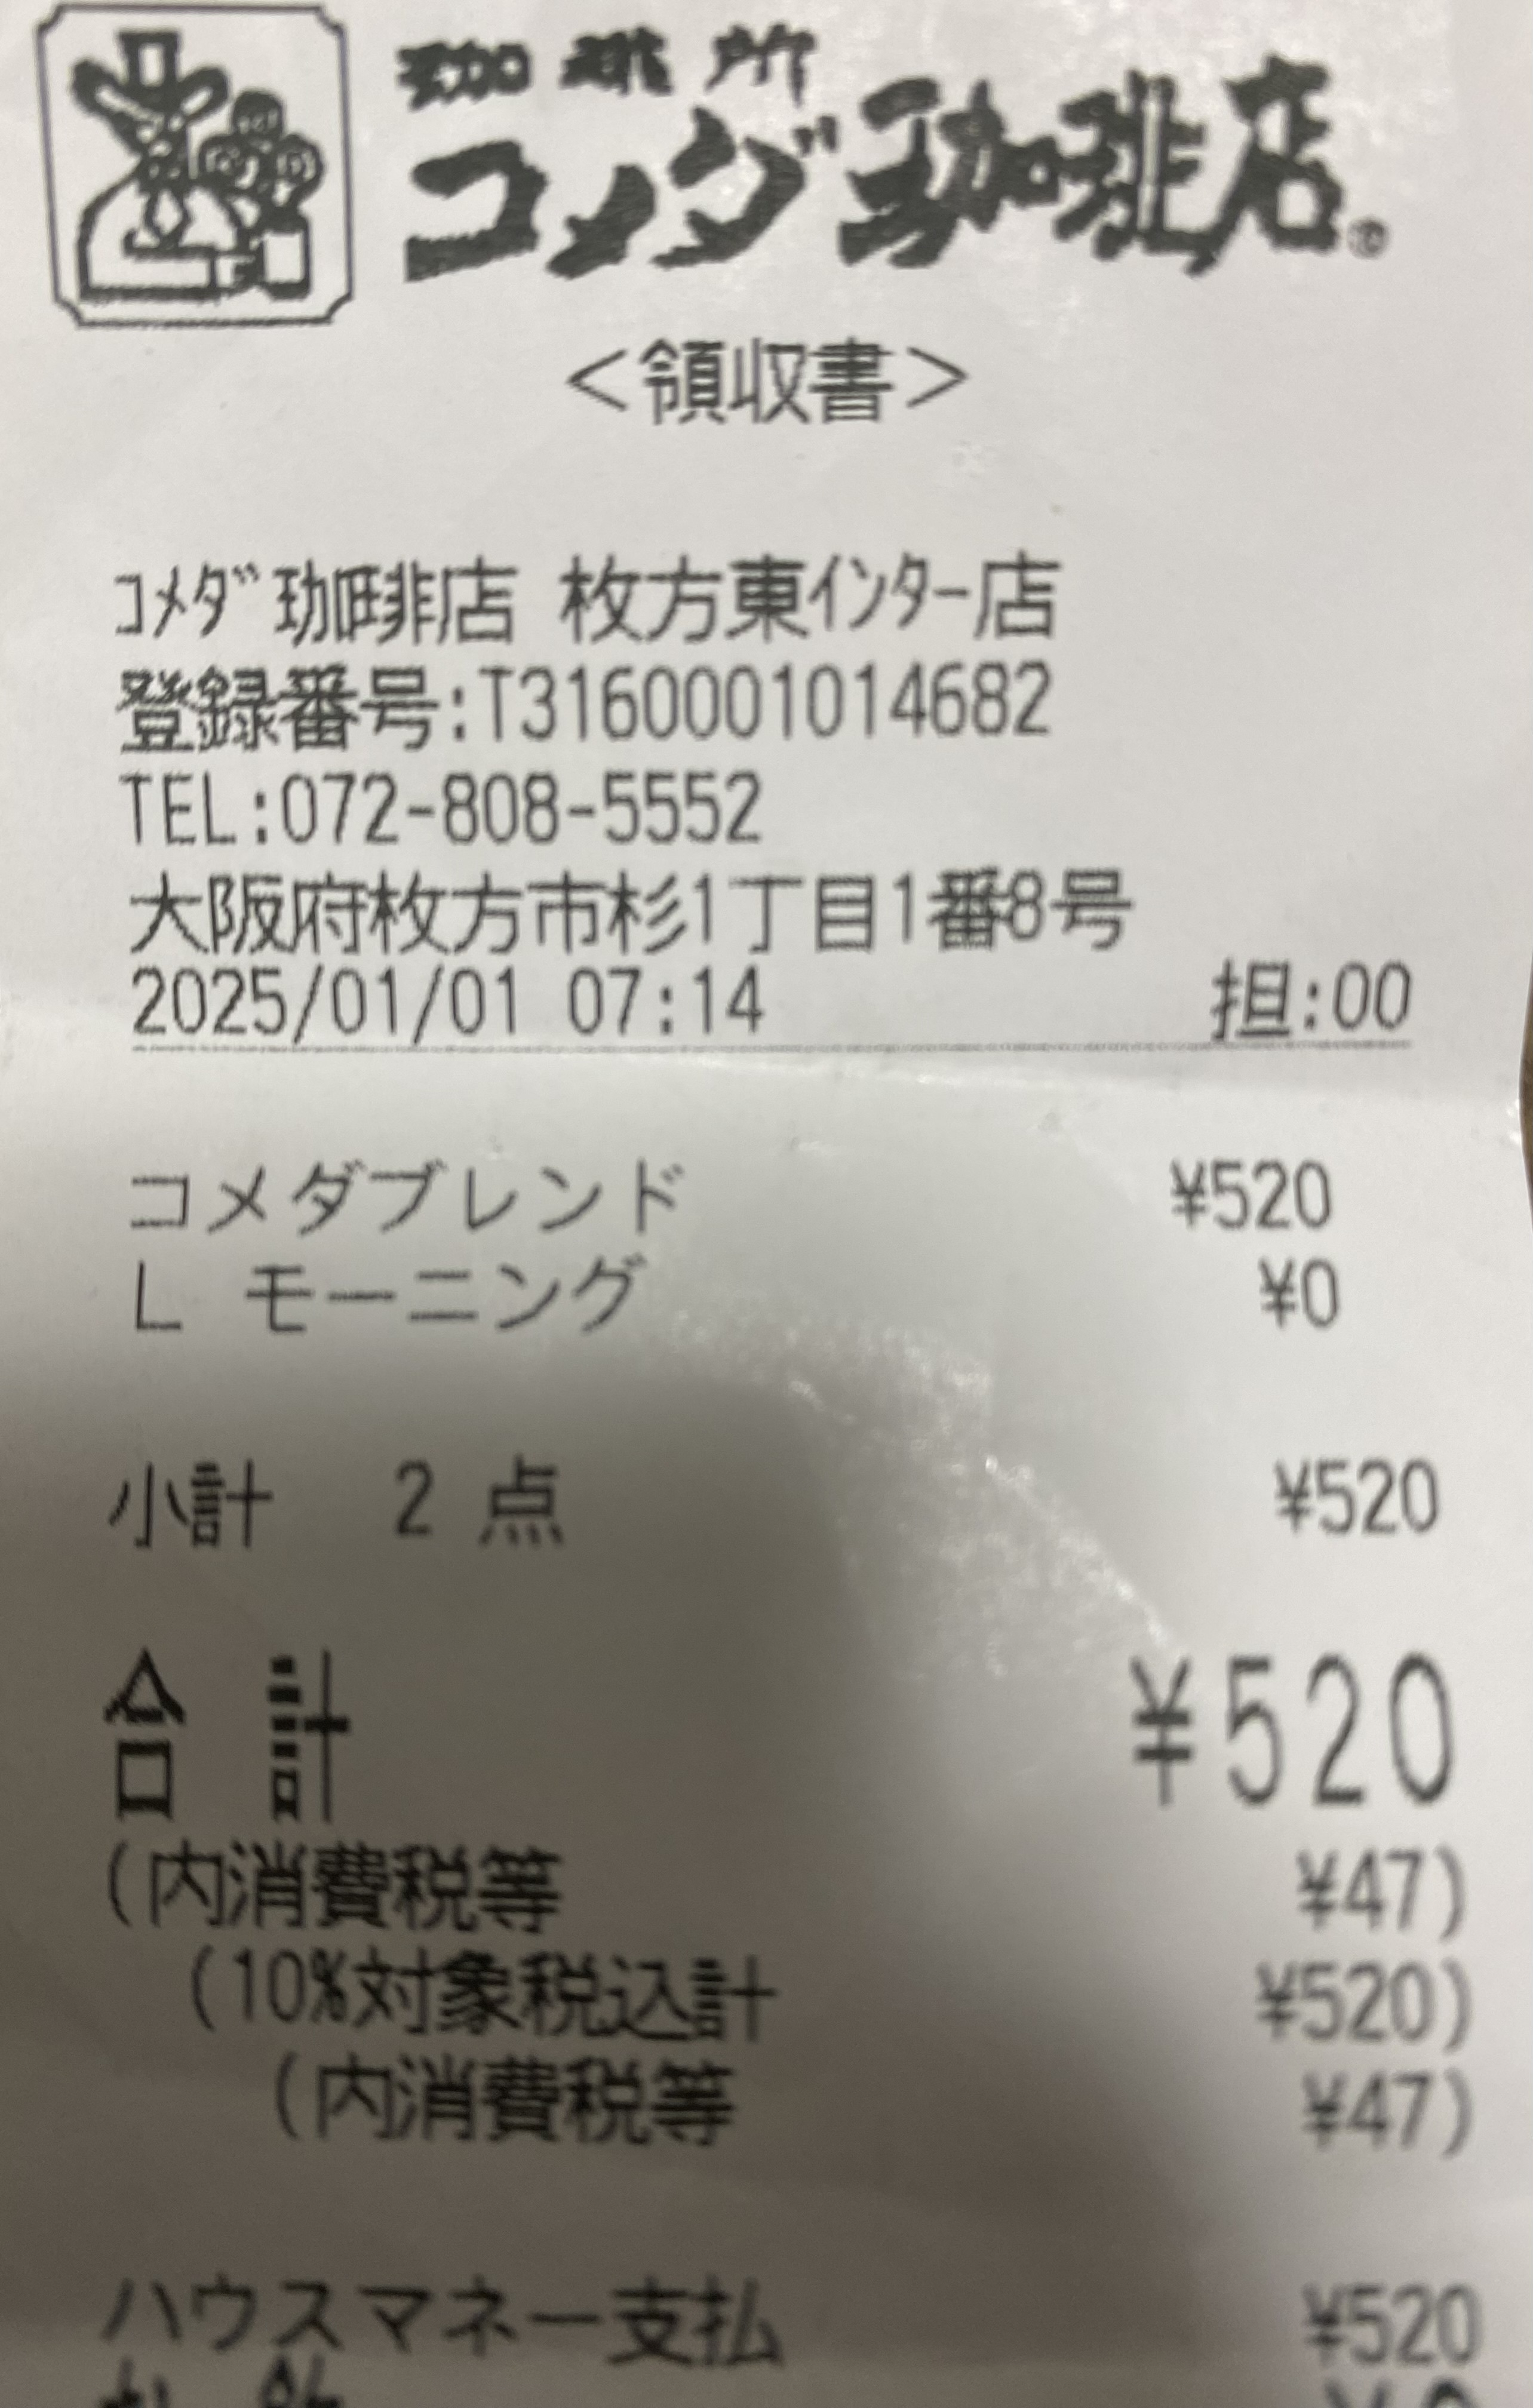 珈琲所
コメダ珈琲店®
<領収書>
コメダ珈琲店 枚方東インター店
登録番号:T3160001014682
TEL:072-808-5552
大阪府枚方市杉1丁目1番8号
2025/01/01 07:14 担:00
コメダブレンド ¥520
L モーニング ¥0
小計 2 点 ¥520
合計 ¥520
(内消費税等 ¥47)
(10%対象税込計 ¥520)
(内消費税等 ¥47)
ハウスマネー支払 ¥520